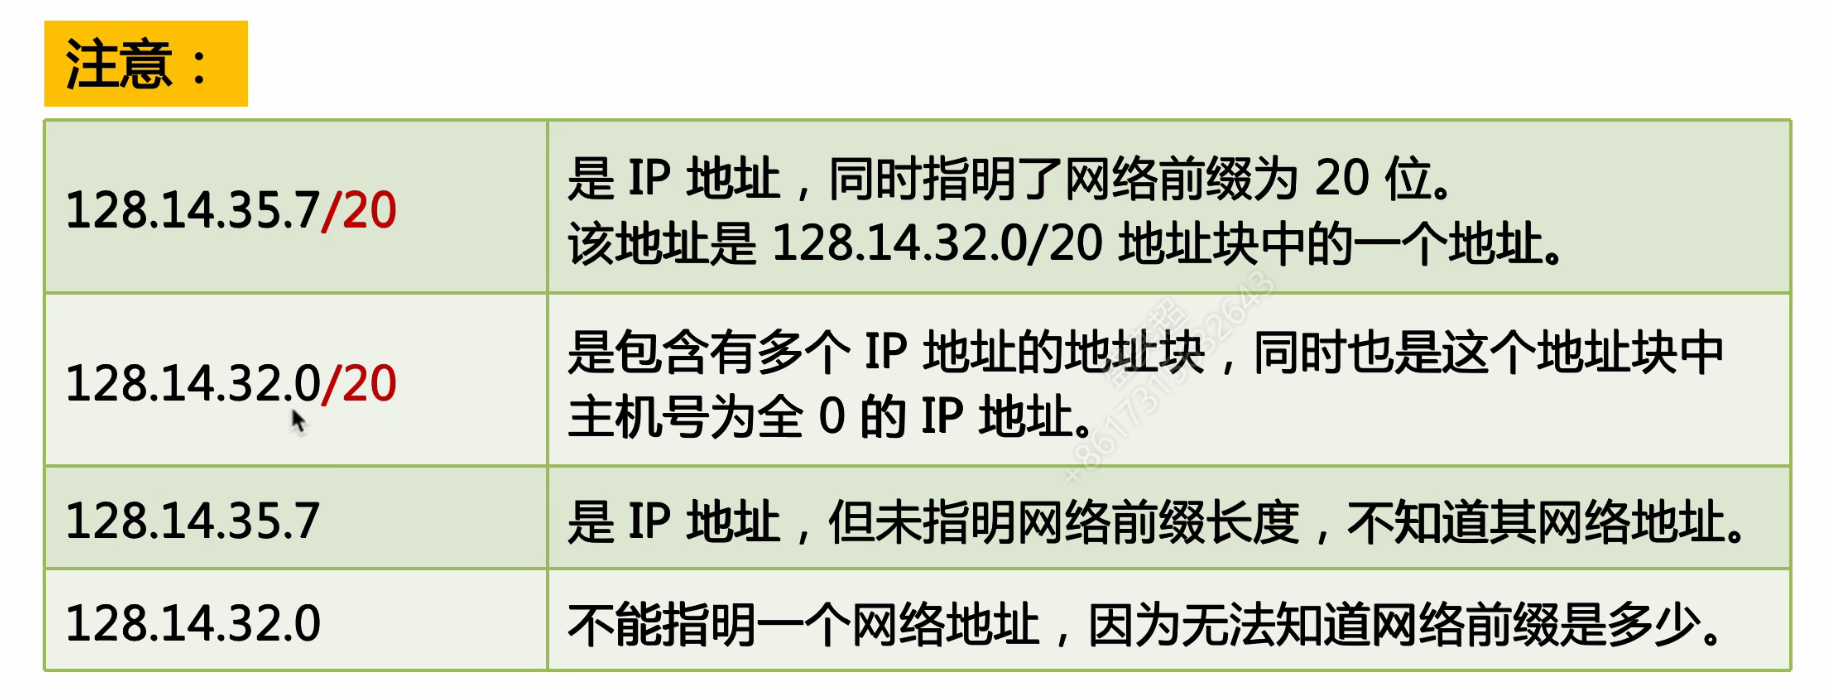 注意：
128.14.35.7/20
是 IP 地址，同时指明了网络前缀为 20 位。
该地址是 128.14.32.0/20 地址块中的一个地址。
128.14.32.0/20
是包含有多个 IP 地址的地址块，同时也是这个地址块中
主机号为全 0 的 IP 地址。
128.14.35.7
是 IP 地址，但未指明网络前缀长度，不知道其网络地址。
128.14.32.0
不能指明一个网络地址，因为无法知道网络前缀是多少。